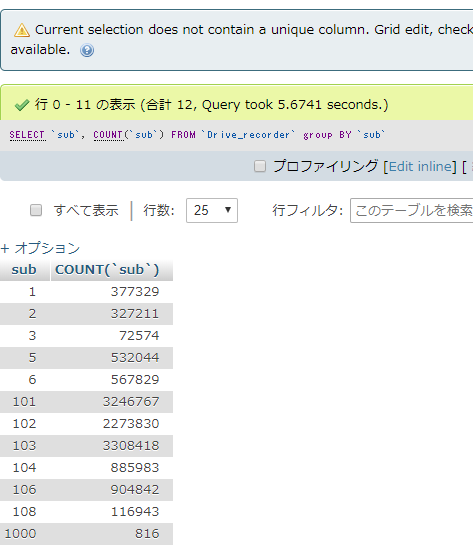 Current selection does not contain a unique column. Grid edit, check
available.
行 0 - 11 の表示 (合計 12, Query took 5.6741 seconds.)
SELECT `sub`, COUNT(`sub`) FROM `Drive_recorder` group BY `sub`
プロファイリング [Edit inline] [
すべて表示 行数: 25 行フィルタ: このテーブルを検索
+ オプション
sub COUNT(`sub`)
1 377329
2 327211
3 72574
5 532044
6 567829
101 3246767
102 2273830
103 3308418
104 885983
106 904842
108 116943
1000 816